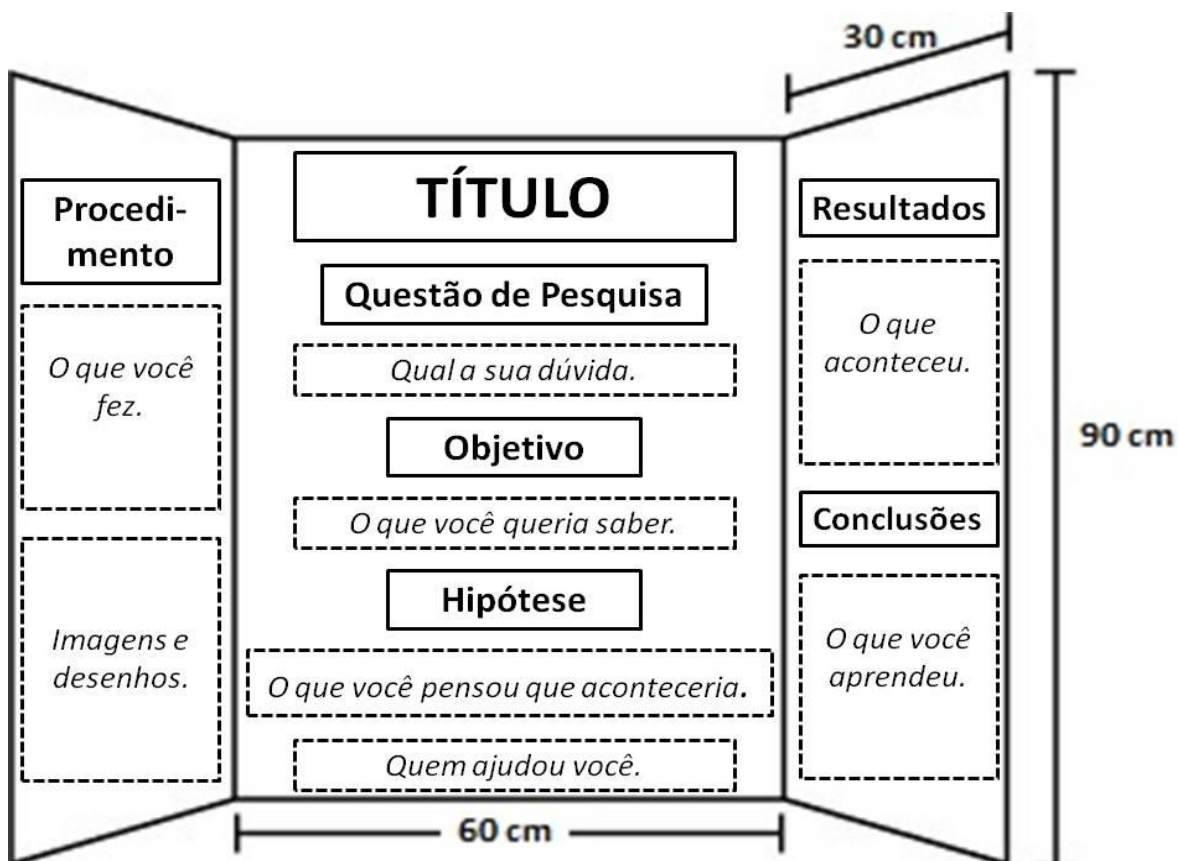 30 cm
Procedi-
mento
O que você
fez.
Imagens e
desenhos.
TÍTULO
Questão de Pesquisa
Qual a sua dúvida.
Objetivo
O que você queria saber.
Hipótese
O que você pensou que aconteceria.
Quem ajudou você.
Resultados
O que
aconteceu.
Conclusões
O que você
aprendeu.
90 cm
60 cm